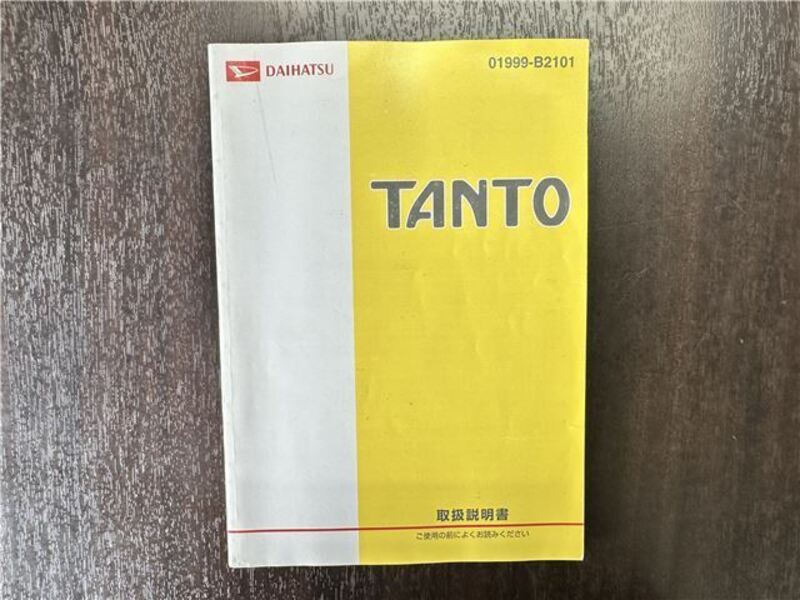 DAIHATSU
01999-B2101
TANTO
取扱説明書
ご使用の前によくお読みください